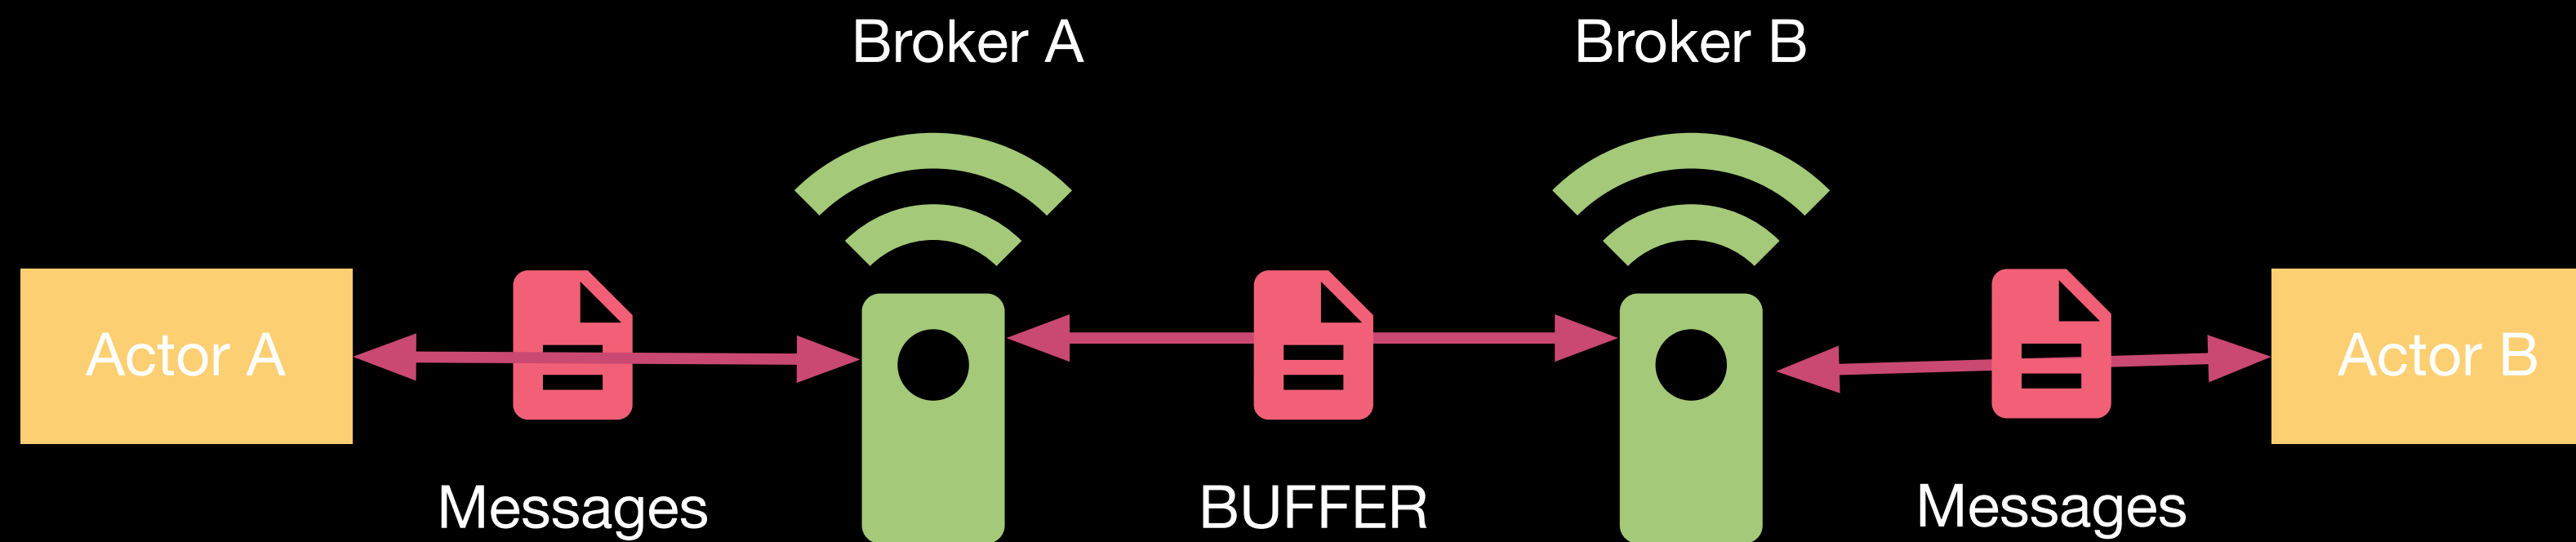 Broker A
Broker B
Actor A
Actor B
Messages
BUFFER
Messages